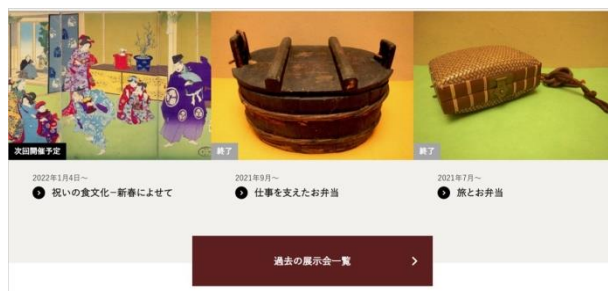 次回開催予定
終了
終了
2022年1月4日～
祝いの食文化−新春によせて
2021年9月～
仕事を支えたお弁当
2021年7月～
旅とお弁当
過去の展示会一覧